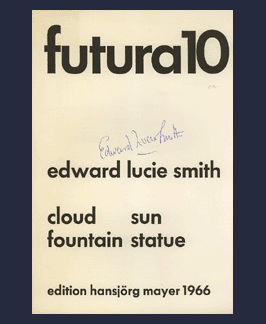 futura10
Edward Lucie Smith
edward lucie smith
cloud sun
fountain statue
edition hansjörg mayer 1966